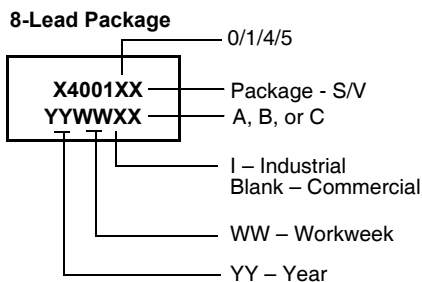 8-Lead Package
0/1/4/5
X4001XX
Package - S/V
YYWWXX
A, B, or C
I – Industrial
Blank – Commercial
WW – Workweek
YY – Year